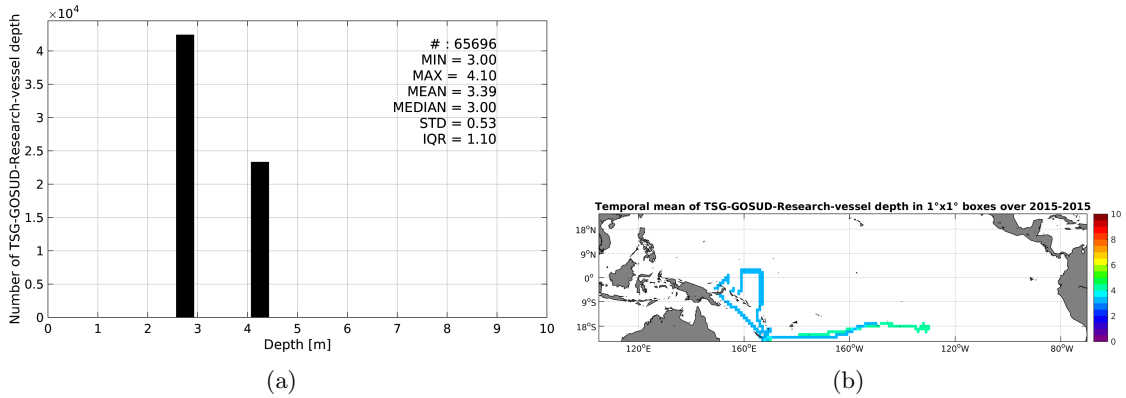 ×10⁴
Number of TSG-GOSUD-Research-vessel depth
4
3.5
3
2.5
2
1.5
1
0.5
0
0 1 2 3 4 5 6 7 8 9 10
Depth [m]
# : 65696
MIN = 3.00
MAX = 4.10
MEAN = 3.39
MEDIAN = 3.00
STD = 0.53
IQR = 1.10
(a)
Temporal mean of TSG-GOSUD-Research-vessel depth in 1°x1° boxes over 2015-2015
18°N
9°N
0°
9°S
18°S
120°E 160°E 160°W 120°W 80°W
10
8
6
4
2
0
(b)